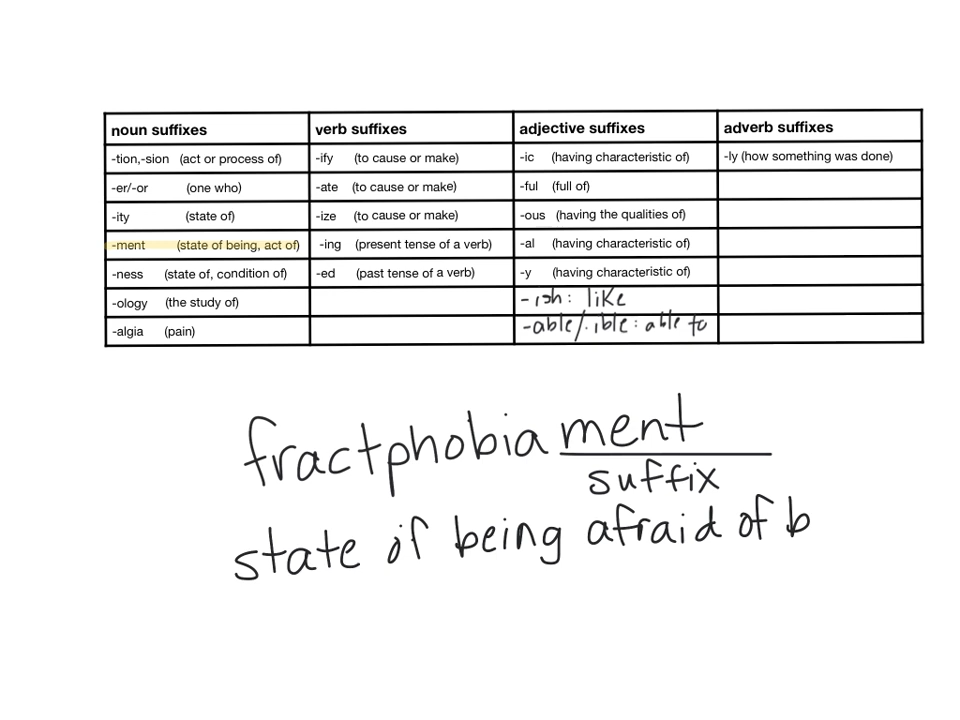 noun suffixes verb suffixes adjective suffixes adverb suffixes
-tion,-sion (act or process of) -ify (to cause or make) -ic (having characteristic of) -ly (how something was done)
-er/-or (one who) -ate (to cause or make) -ful (full of)
-ity (state of) -ize (to cause or make) -ous (having the qualities of)
-ment (state of being, act of) -ing (present tense of a verb) -al (having characteristic of)
-ness (state of, condition of) -ed (past tense of a verb) -y (having characteristic of)
-ology (the study of) -ish: like
-algia (pain) -able/-ible: able to
fractphobiament
suffix
state of being afraid of b